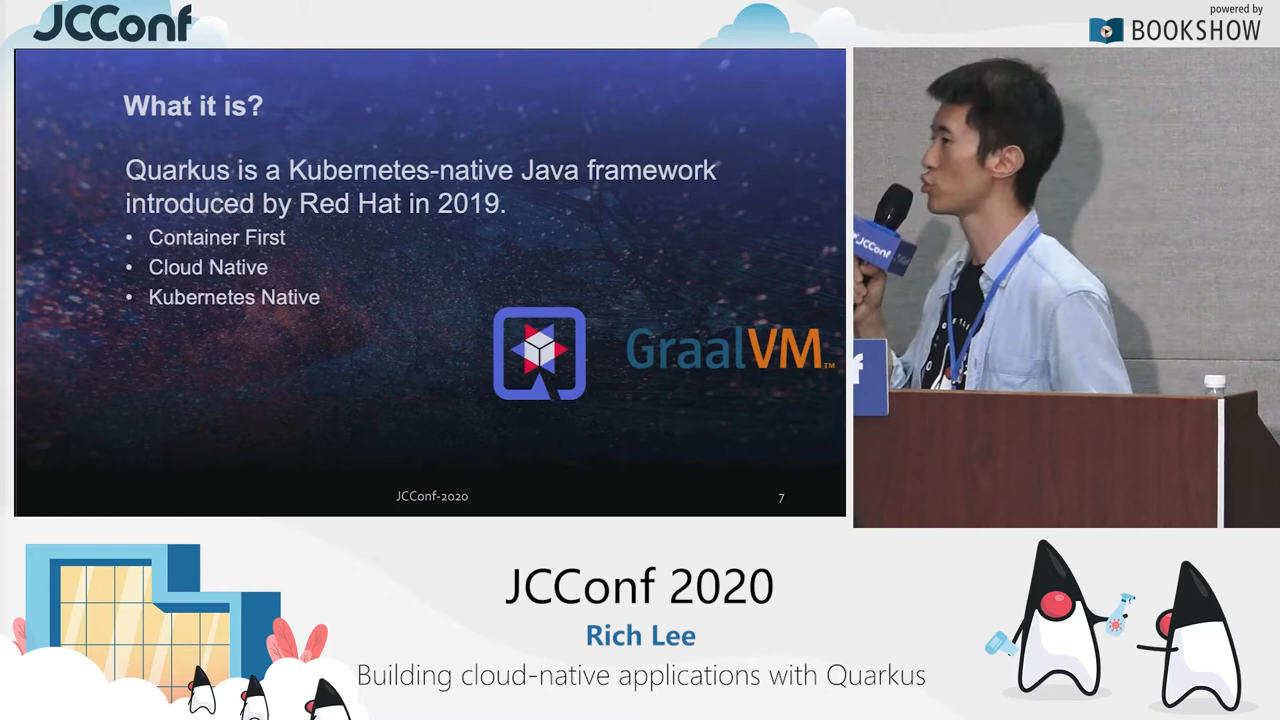 JCConf
powered by
BOOKSHOW
What it is?
Quarkus is a Kubernetes-native Java framework
introduced by Red Hat in 2019.
• Container First
• Cloud Native
• Kubernetes Native
GraalVM™
JCConf-2020
7
JCConf
f
JCConf 2020
Rich Lee
Building cloud-native applications with Quarkus